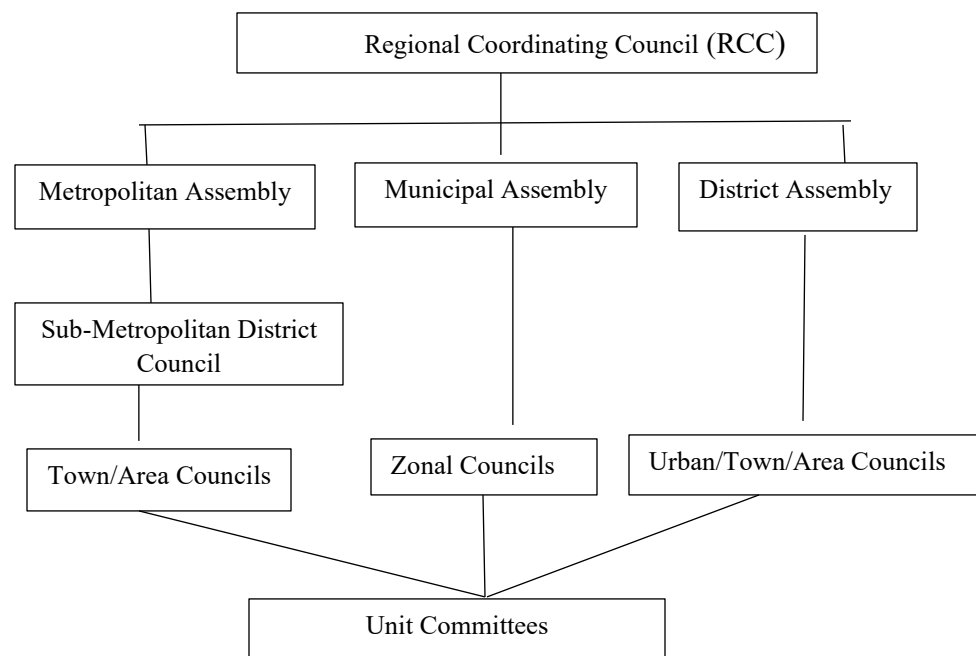 Regional Coordinating Council (RCC)
Metropolitan Assembly
Municipal Assembly
District Assembly
Sub-Metropolitan District
Council
Town/Area Councils
Zonal Councils
Urban/Town/Area Councils
Unit Committees